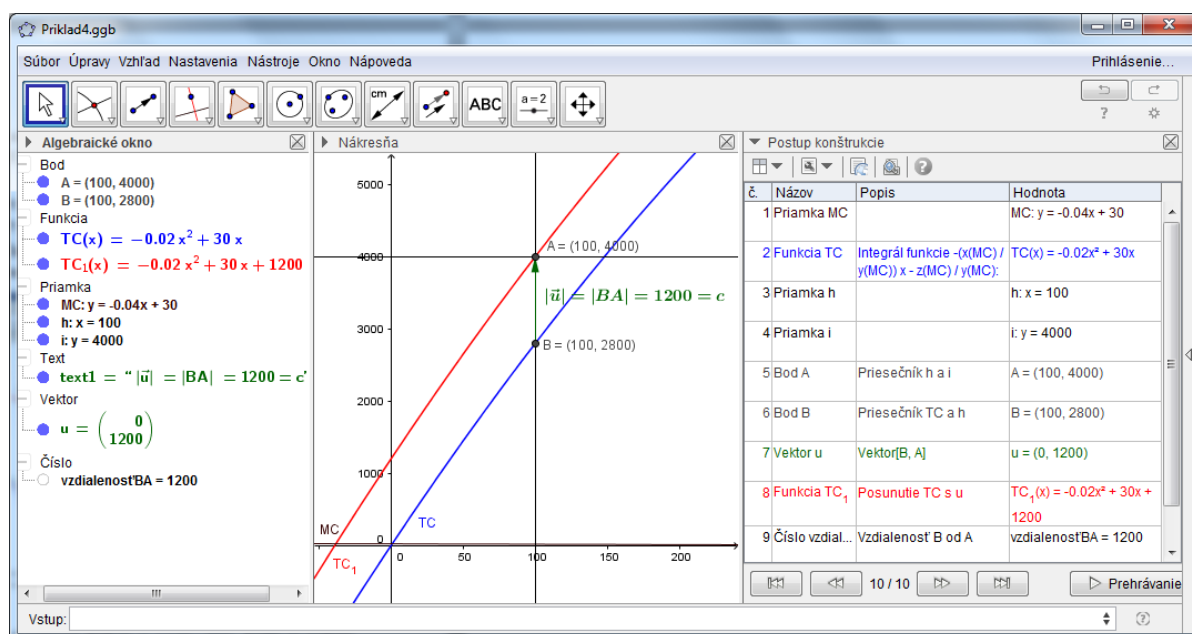 Priklad4.ggb
Súbor Úpravy Vzhľad Nastavenia Nástroje Okno Nápoveda
Prihlásenie...
cm
ABC
a = 2
?
Algebraické okno
Bod
A = (100, 4000)
B = (100, 2800)
Funkcia
TC(x) = −0.02 x² + 30 x
TC₁(x) = −0.02 x² + 30 x + 1200
Priamka
MC: y = -0.04x + 30
h: x = 100
i: y = 4000
Text
text1 = “ |u⃗| = |BA| = 1200 = c”
Vektor
u = (0 1200)
Číslo
vzdialenosťBA = 1200
Nákresňa
5000
4000
3000
2000
1000
0
A = (100, 4000)
|u⃗| = |BA| = 1200 = c
B = (100, 2800)
MC
TC
TC₁
0 50 100 150 200
Postup konštrukcie
č. Názov Popis Hodnota
1 Priamka MC MC: y = -0.04x + 30
2 Funkcia TC Integrál funkcie -(x(MC) / TC(x) = -0.02x² + 30x
y(MC)) x - z(MC) / y(MC):
3 Priamka h h: x = 100
4 Priamka i i: y = 4000
5 Bod A Priesečník h a i A = (100, 4000)
6 Bod B Priesečník TC a h B = (100, 2800)
7 Vektor u Vektor[B, A] u = (0, 1200)
8 Funkcia TC₁ Posunutie TC s u TC₁(x) = -0.02x² + 30x +
1200
9 Číslo vzdial... Vzdialenosť B od A vzdialenosťBA = 1200
10 / 10
Prehrávanie
Vstup: